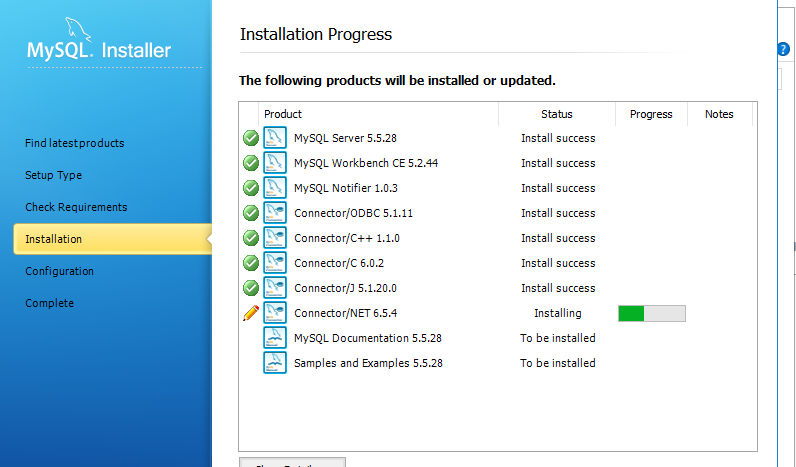 MySQL Installer
Installation Progress
The following products will be installed or updated.
Find latest products
Setup Type
Check Requirements
Installation
Configuration
Complete
Product Status Progress Notes
MySQL Server 5.5.28 Install success
MySQL Workbench CE 5.2.44 Install success
MySQL Notifier 1.0.3 Install success
Connector/ODBC 5.1.11 Install success
Connector/C++ 1.1.0 Install success
Connector/C 6.0.2 Install success
Connector/J 5.1.20.0 Install success
Connector/NET 6.5.4 Installing
MySQL Documentation 5.5.28 To be installed
Samples and Examples 5.5.28 To be installed